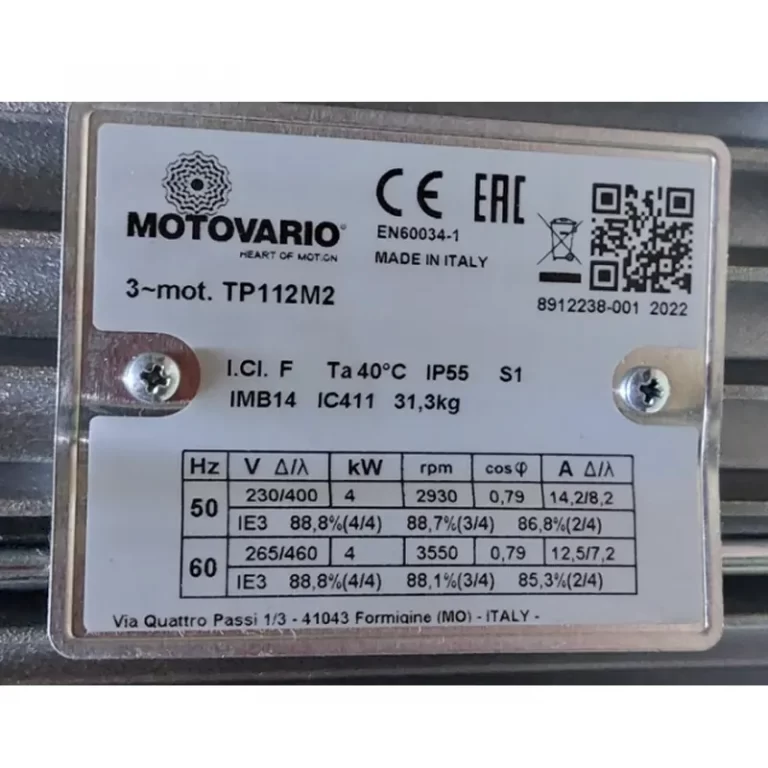 MOTOVARIO®
HEART OF MOTION
CE EAC
EN60034-1
MADE IN ITALY
8912238-001 2022
3~mot. TP112M2
I.Cl. F Ta 40°C IP55 S1
IMB14 IC411 31,3kg
Hz V Δ/λ kW rpm cosφ A Δ/λ
50 230/400 4 2930 0,79 14,2/8,2
IE3 88,8%(4/4) 88,7%(3/4) 86,8%(2/4)
60 265/460 4 3550 0,79 12,5/7,2
IE3 88,8%(4/4) 88,1%(3/4) 85,3%(2/4)
Via Quattro Passi 1/3 - 41043 Formigine (MO) - ITALY -